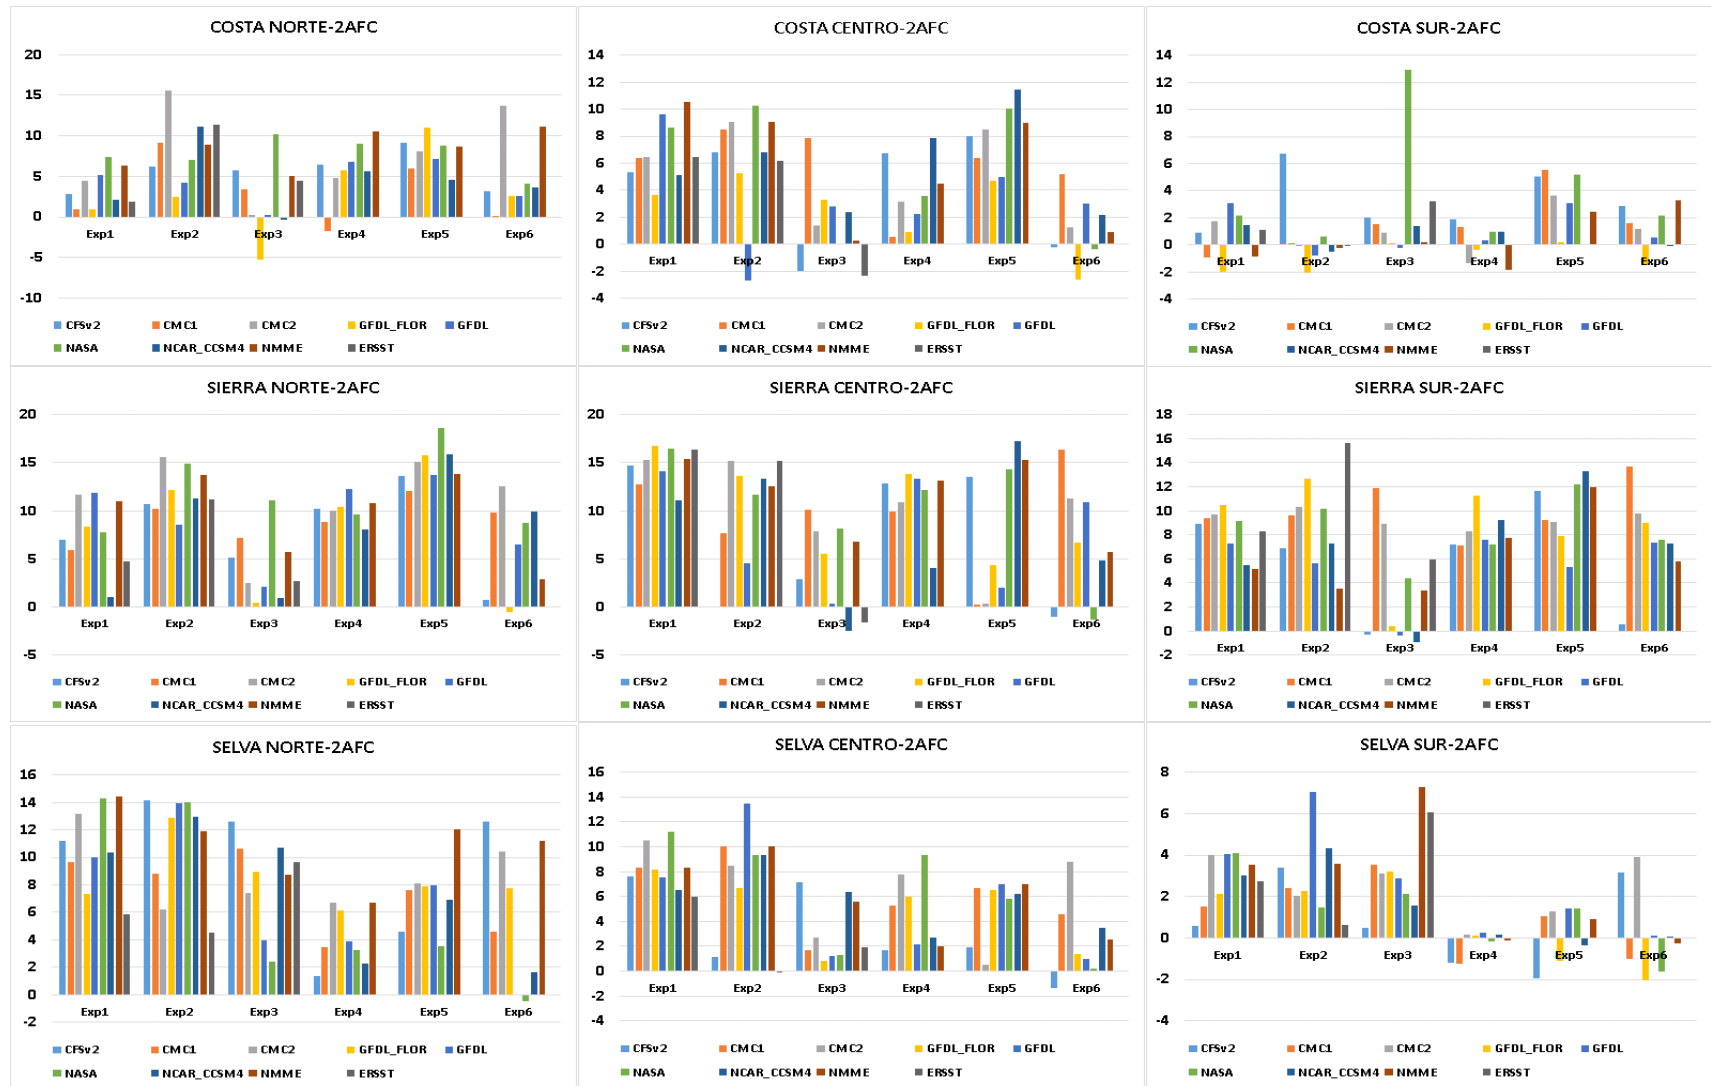 COSTA NORTE-2AFC
20
15
10
5
0
-5
-10
Exp1 Exp2 Exp3 Exp4 Exp5 Exp6
CFSv2 CMC1 CMC2 GFDL_FLOR GFDL
NASA NCAR_CCSM4 NMME ERSST
COSTA CENTRO-2AFC
14
12
10
8
6
4
2
0
-2
-4
Exp1 Exp2 Exp3 Exp4 Exp5 Exp6
CFSv2 CMC1 CMC2 GFDL_FLOR GFDL
NASA NCAR_CCSM4 NMME ERSST
COSTA SUR-2AFC
14
12
10
8
6
4
2
0
-2
-4
Exp1 Exp2 Exp3 Exp4 Exp5 Exp6
CFSv2 CMC1 CMC2 GFDL_FLOR GFDL
NASA NCAR_CCSM4 NMME ERSST
SIERRA NORTE-2AFC
20
15
10
5
0
-5
Exp1 Exp2 Exp3 Exp4 Exp5 Exp6
CFSv2 CMC1 CMC2 GFDL_FLOR GFDL
NASA NCAR_CCSM4 NMME ERSST
SIERRA CENTRO-2AFC
20
15
10
5
0
-5
Exp1 Exp2 Exp3 Exp4 Exp5 Exp6
CFSv2 CMC1 CMC2 GFDL_FLOR GFDL
NASA NCAR_CCSM4 NMME ERSST
SIERRA SUR-2AFC
18
16
14
12
10
8
6
4
2
0
-2
Exp1 Exp2 Exp3 Exp4 Exp5 Exp6
CFSv2 CMC1 CMC2 GFDL_FLOR GFDL
NASA NCAR_CCSM4 NMME ERSST
SELVA NORTE-2AFC
16
14
12
10
8
6
4
2
0
-2
Exp1 Exp2 Exp3 Exp4 Exp5 Exp6
CFSv2 CMC1 CMC2 GFDL_FLOR GFDL
NASA NCAR_CCSM4 NMME ERSST
SELVA CENTRO-2AFC
16
14
12
10
8
6
4
2
0
-2
-4
Exp1 Exp2 Exp3 Exp4 Exp5 Exp6
CFSv2 CMC1 CMC2 GFDL_FLOR GFDL
NASA NCAR_CCSM4 NMME ERSST
SELVA SUR-2AFC
8
6
4
2
0
-2
-4
Exp1 Exp2 Exp3 Exp4 Exp5 Exp6
CFSv2 CMC1 CMC2 GFDL_FLOR GFDL
NASA NCAR_CCSM4 NMME ERSST